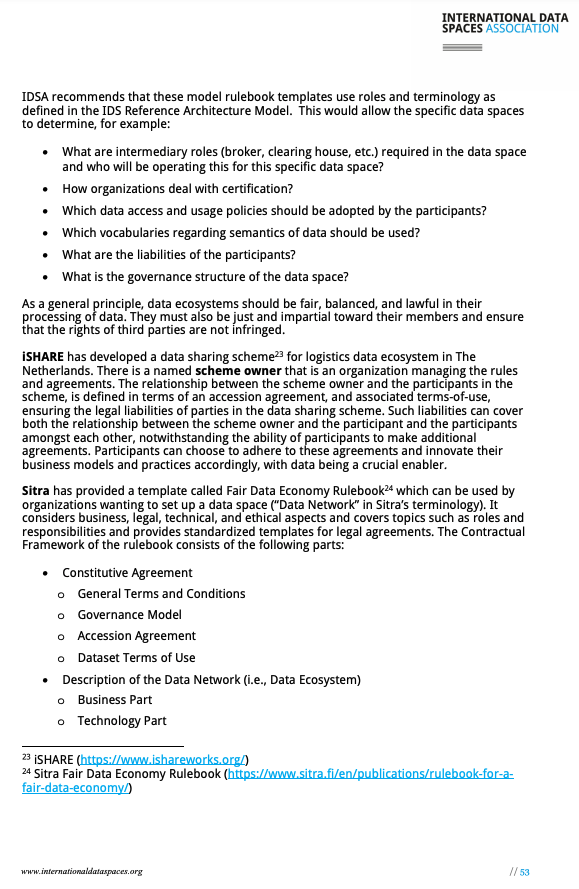 INTERNATIONAL DATA
SPACES ASSOCIATION
IDSA recommends that these model rulebook templates use roles and terminology as
defined in the IDS Reference Architecture Model.  This would allow the specific data spaces
to determine, for example:
• What are intermediary roles (broker, clearing house, etc.) required in the data space
and who will be operating this for this specific data space?
• How organizations deal with certification?
• Which data access and usage policies should be adopted by the participants?
• Which vocabularies regarding semantics of data should be used?
• What are the liabilities of the participants?
• What is the governance structure of the data space?
As a general principle, data ecosystems should be fair, balanced, and lawful in their
processing of data. They must also be just and impartial toward their members and ensure
that the rights of third parties are not infringed.
iSHARE has developed a data sharing scheme23 for logistics data ecosystem in The
Netherlands. There is a named scheme owner that is an organization managing the rules
and agreements. The relationship between the scheme owner and the participants in the
scheme, is defined in terms of an accession agreement, and associated terms-of-use,
ensuring the legal liabilities of parties in the data sharing scheme. Such liabilities can cover
both the relationship between the scheme owner and the participant and the participants
amongst each other, notwithstanding the ability of participants to make additional
agreements. Participants can choose to adhere to these agreements and innovate their
business models and practices accordingly, with data being a crucial enabler.
Sitra has provided a template called Fair Data Economy Rulebook24 which can be used by
organizations wanting to set up a data space ("Data Network" in Sitra's terminology). It
considers business, legal, technical, and ethical aspects and covers topics such as roles and
responsibilities and provides standardized templates for legal agreements. The Contractual
Framework of the rulebook consists of the following parts:
• Constitutive Agreement
o General Terms and Conditions
o Governance Model
o Accession Agreement
o Dataset Terms of Use
• Description of the Data Network (i.e., Data Ecosystem)
o Business Part
o Technology Part
23 iSHARE (https://www.ishareworks.org/)
24 Sitra Fair Data Economy Rulebook (https://www.sitra.fi/en/publications/rulebook-for-a-
fair-data-economy/)
www.internationaldataspaces.org // 53